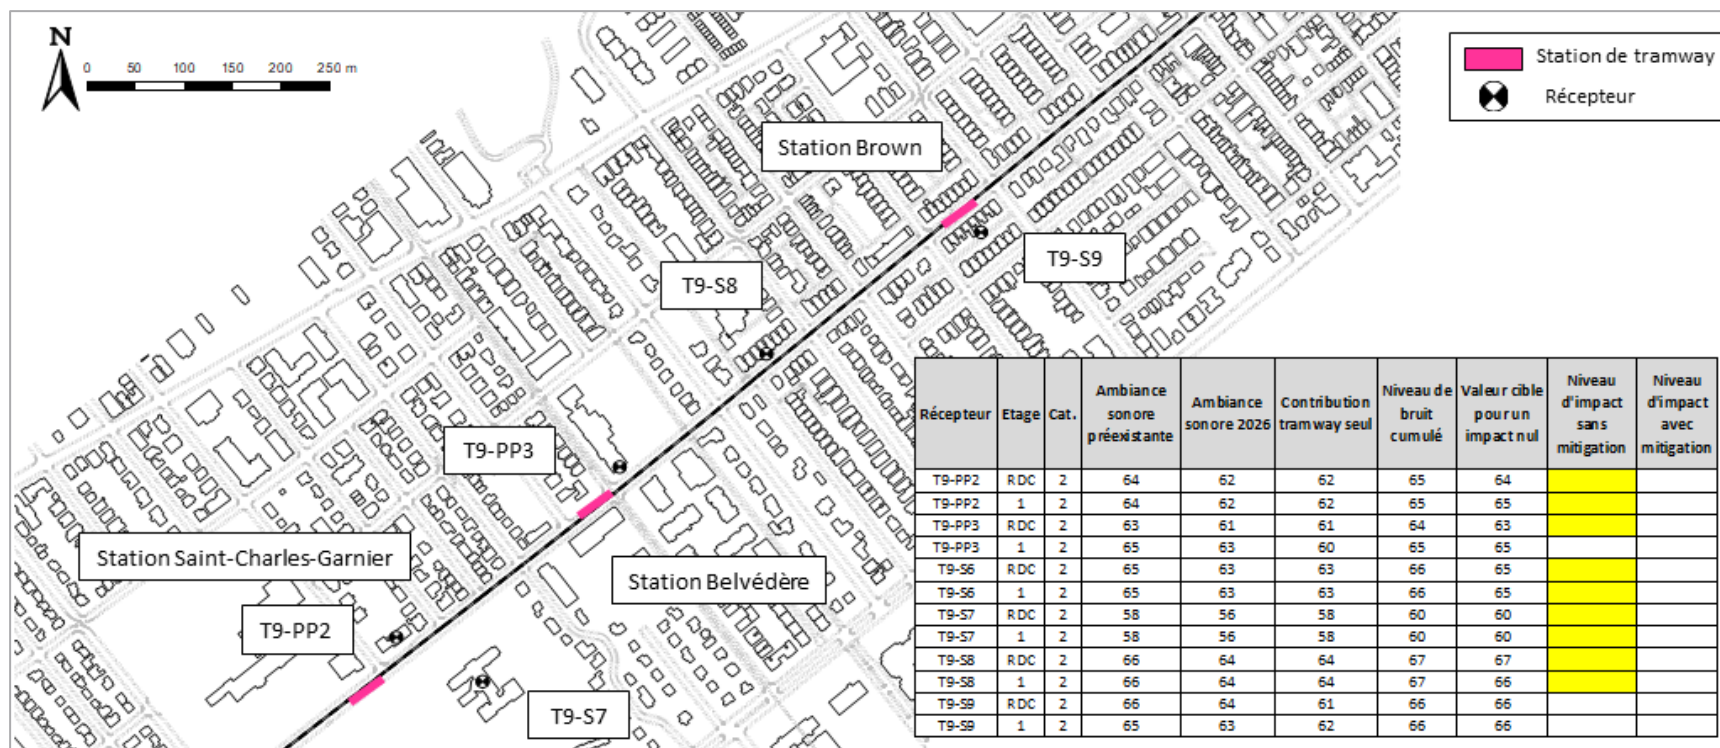 N
0 50 100 150 200 250 m
Station de tramway
Récepteur
Station Brown
T9-S9
T9-S8
T9-PP3
Station Saint-Charles-Garnier
Station Belvédère
T9-PP2
T9-S7
Récepteur Etage Cat. Ambiance sonore préexistante Ambiance sonore 2026 Contribution tramway seul Niveau de bruit cumulé Valeur cible pour un impact nul Niveau d'impact sans mitigation Niveau d'impact avec mitigation
T9-PP2 RDC 2 64 62 62 65 64
T9-PP2 1 2 64 62 62 65 65
T9-PP3 RDC 2 63 61 61 64 63
T9-PP3 1 2 65 63 60 65 65
T9-S6 RDC 2 65 63 63 66 65
T9-S6 1 2 65 63 63 66 65
T9-S7 RDC 2 58 56 58 60 60
T9-S7 1 2 58 56 58 60 60
T9-S8 RDC 2 66 64 64 67 67
T9-S8 1 2 66 64 64 67 66
T9-S9 RDC 2 66 64 61 66 66
T9-S9 1 2 65 63 62 66 66